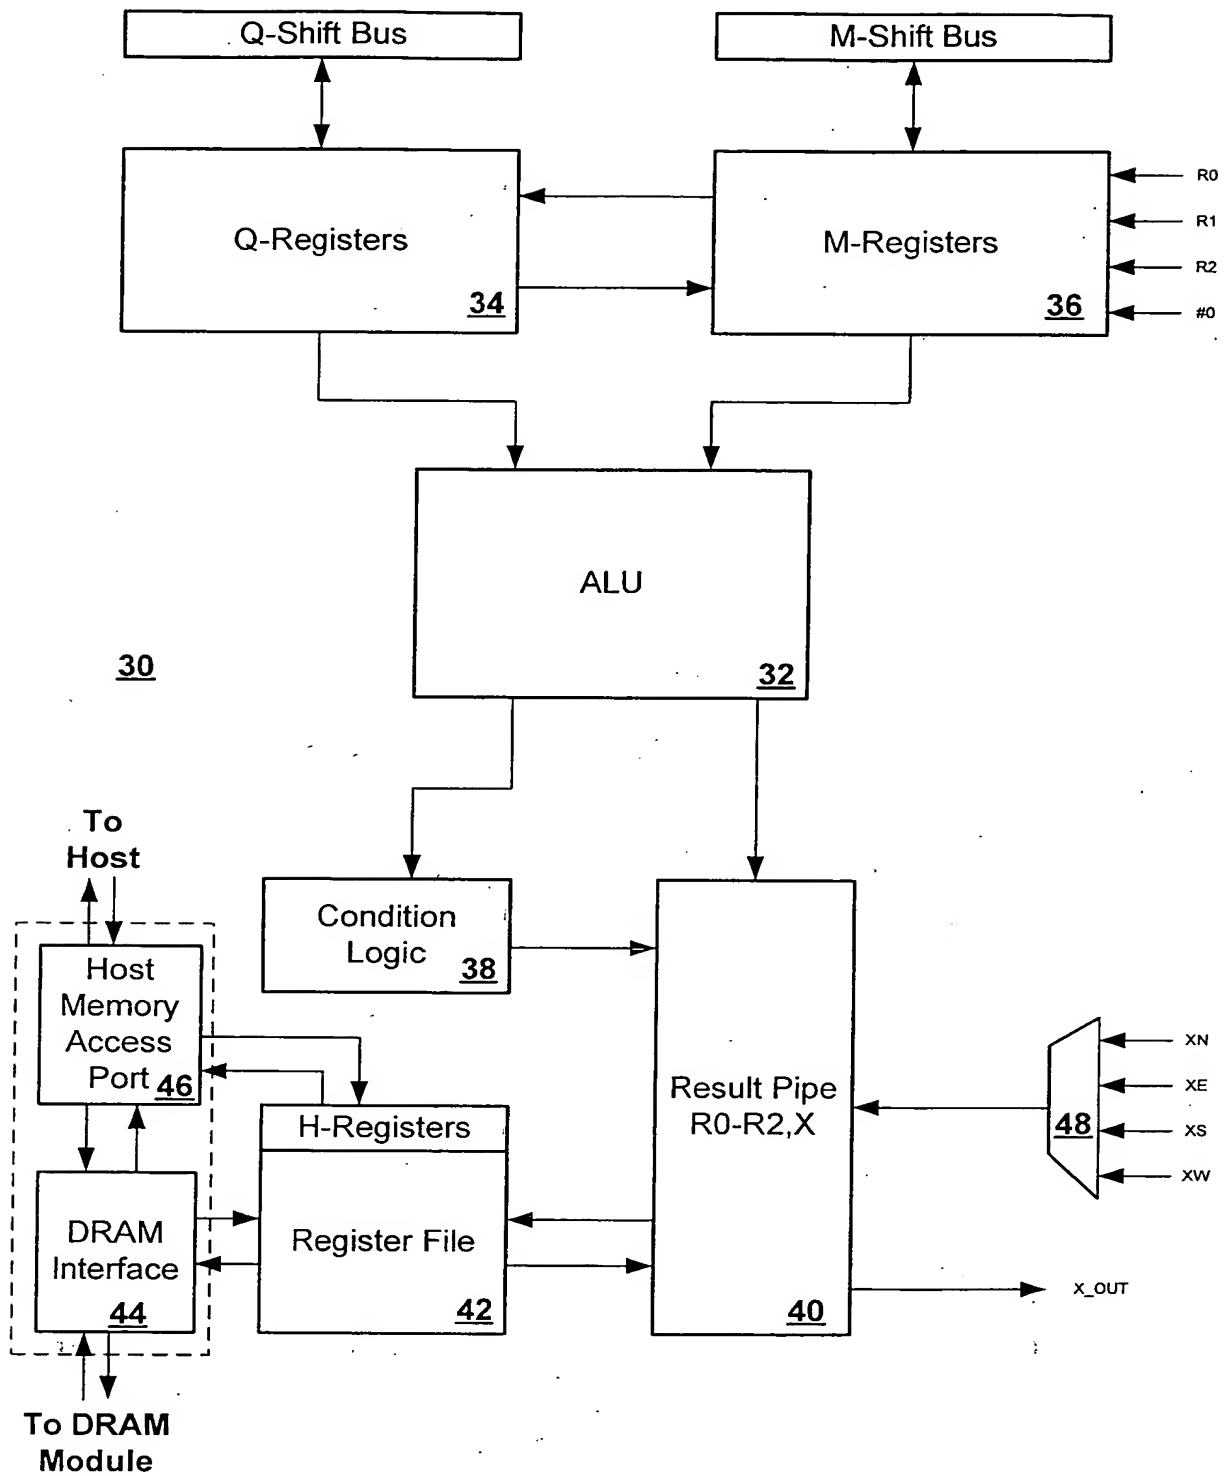 Q-Shift Bus
M-Shift Bus
Q-Registers
34
M-Registers
36
R0
R1
R2
#0
ALU
32
30
To
Host
Condition
Logic
38
Host
Memory
Access
Port
46
H-Registers
Register File
42
DRAM
Interface
44
To DRAM
Module
Result Pipe
R0-R2,X
40
48
XN
XE
XS
XW
X_OUT